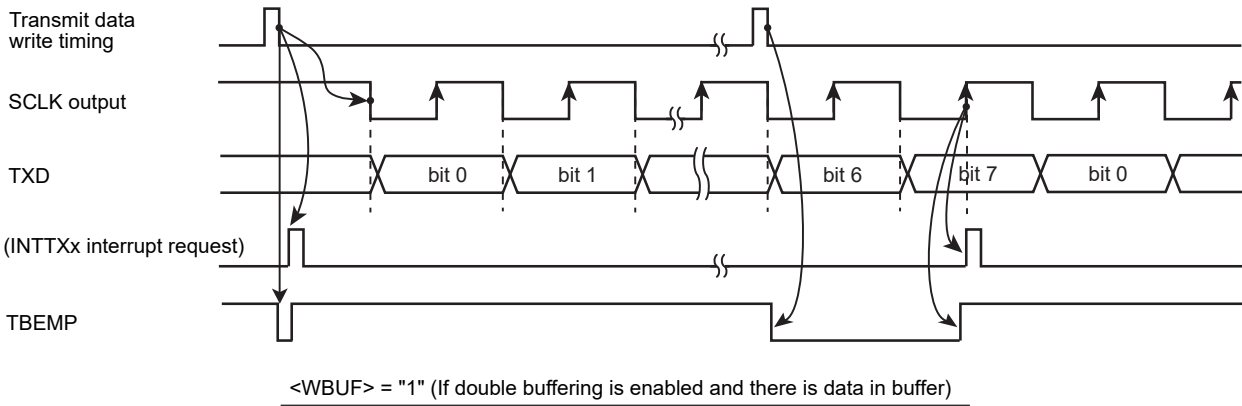 Transmit data
write timing
SCLK output
TXD
bit 0
bit 1
bit 6
bit 7
bit 0
(INTTXx interrupt request)
TBEMP
<WBUF> = "1" (If double buffering is enabled and there is data in buffer)